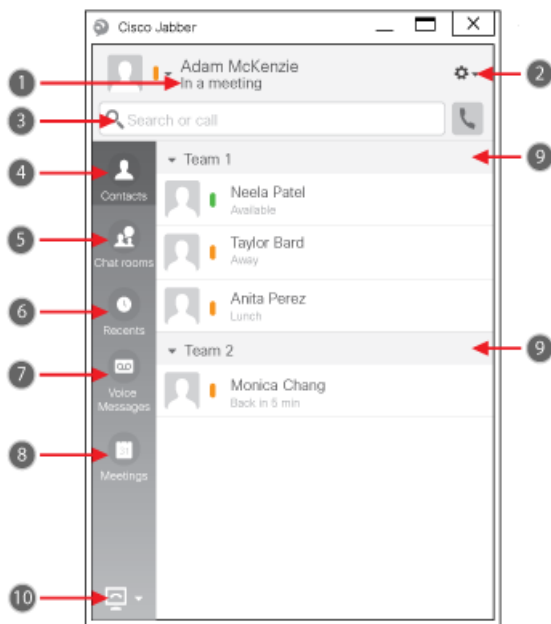 Cisco Jabber
Adam McKenzie
1
In a meeting
2
3
Search or call
9
Team 1
4
Contacts
Neela Patel
Available
5
Chat rooms
Taylor Bard
Away
6
Recents
Anita Perez
Lunch
9
Team 2
7
Voice
Messages
Monica Chang
Back in 5 min
8
31
Meetings
10